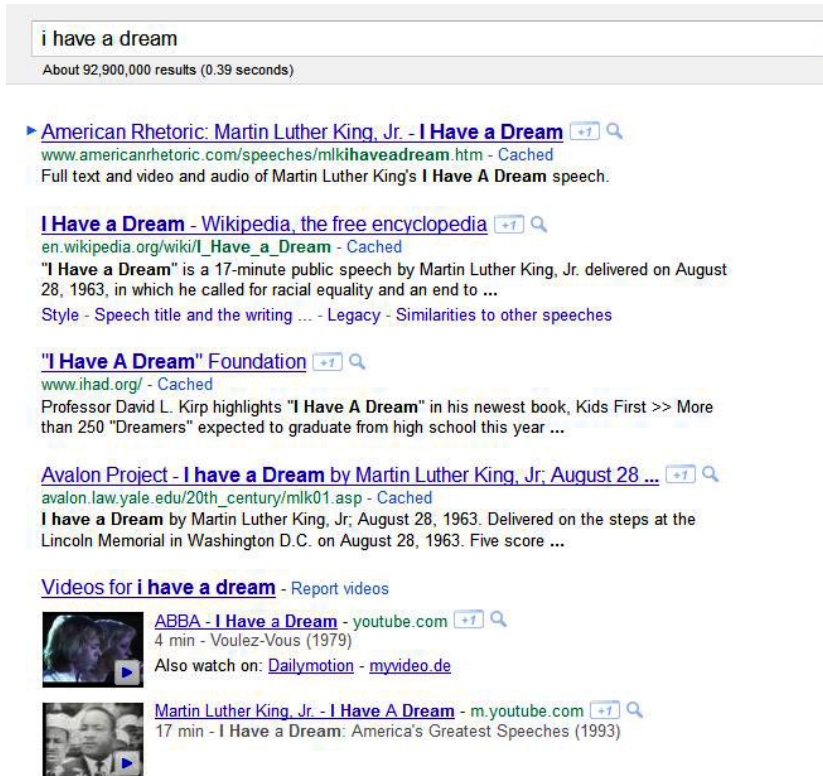 i have a dream
About 92,900,000 results (0.39 seconds)
American Rhetoric: Martin Luther King, Jr. - I Have a Dream +1
www.americanrhetoric.com/speeches/mlkihaveadream.htm - Cached
Full text and video and audio of Martin Luther King's I Have A Dream speech.
I Have a Dream - Wikipedia, the free encyclopedia +1
en.wikipedia.org/wiki/I_Have_a_Dream - Cached
"I Have a Dream" is a 17-minute public speech by Martin Luther King, Jr. delivered on August
28, 1963, in which he called for racial equality and an end to ...
Style - Speech title and the writing ... - Legacy - Similarities to other speeches
"I Have A Dream" Foundation +1
www.ihad.org/ - Cached
Professor David L. Kirp highlights "I Have A Dream" in his newest book, Kids First >> More
than 250 "Dreamers" expected to graduate from high school this year ...
Avalon Project - I have a Dream by Martin Luther King, Jr; August 28 ... +1
avalon.law.yale.edu/20th_century/mlk01.asp - Cached
I have a Dream by Martin Luther King, Jr; August 28, 1963. Delivered on the steps at the
Lincoln Memorial in Washington D.C. on August 28, 1963. Five score ...
Videos for i have a dream - Report videos
ABBA - I Have a Dream - youtube.com +1
4 min - Voulez-Vous (1979)
Also watch on: Dailymotion - myvideo.de
Martin Luther King, Jr. - I Have A Dream - m.youtube.com +1
17 min - I Have a Dream: America's Greatest Speeches (1993)